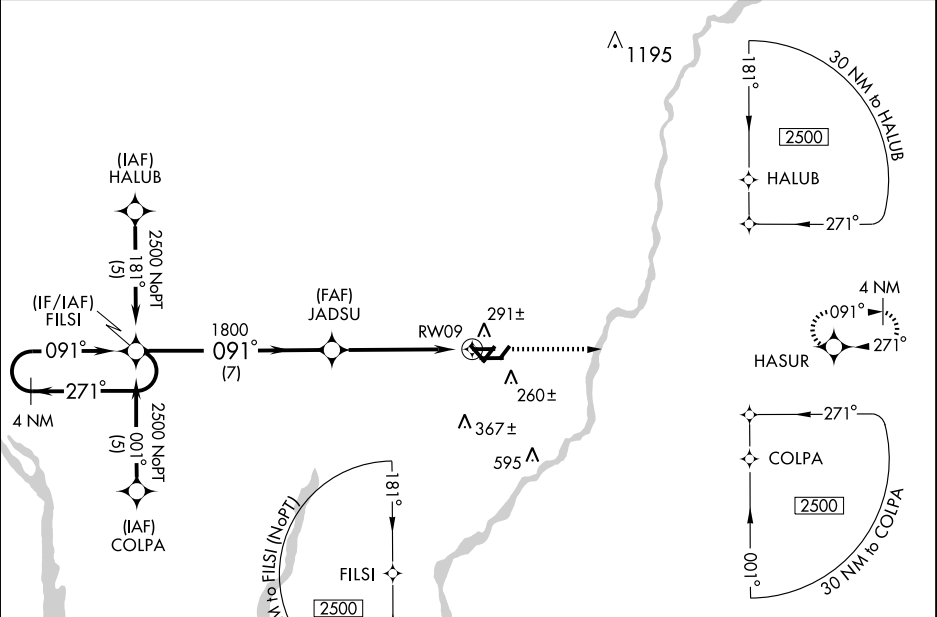 1195
(IAF)
HALUB
2500 NoPT
181°
(5)
(IF/IAF)
FILSI
091°
271°
4 NM
1800
091°
(7)
(FAF)
JADSU
RW09
291±
260±
367±
595
2500 NoPT
001°
(5)
(IAF)
COLPA
181°
30 NM to HALUB
2500
HALUB
271°
4 NM
091°
271°
HASUR
271°
COLPA
2500
001°
30 NM to COLPA
M to FILSI (NoPT)
181°
FILSI
2500